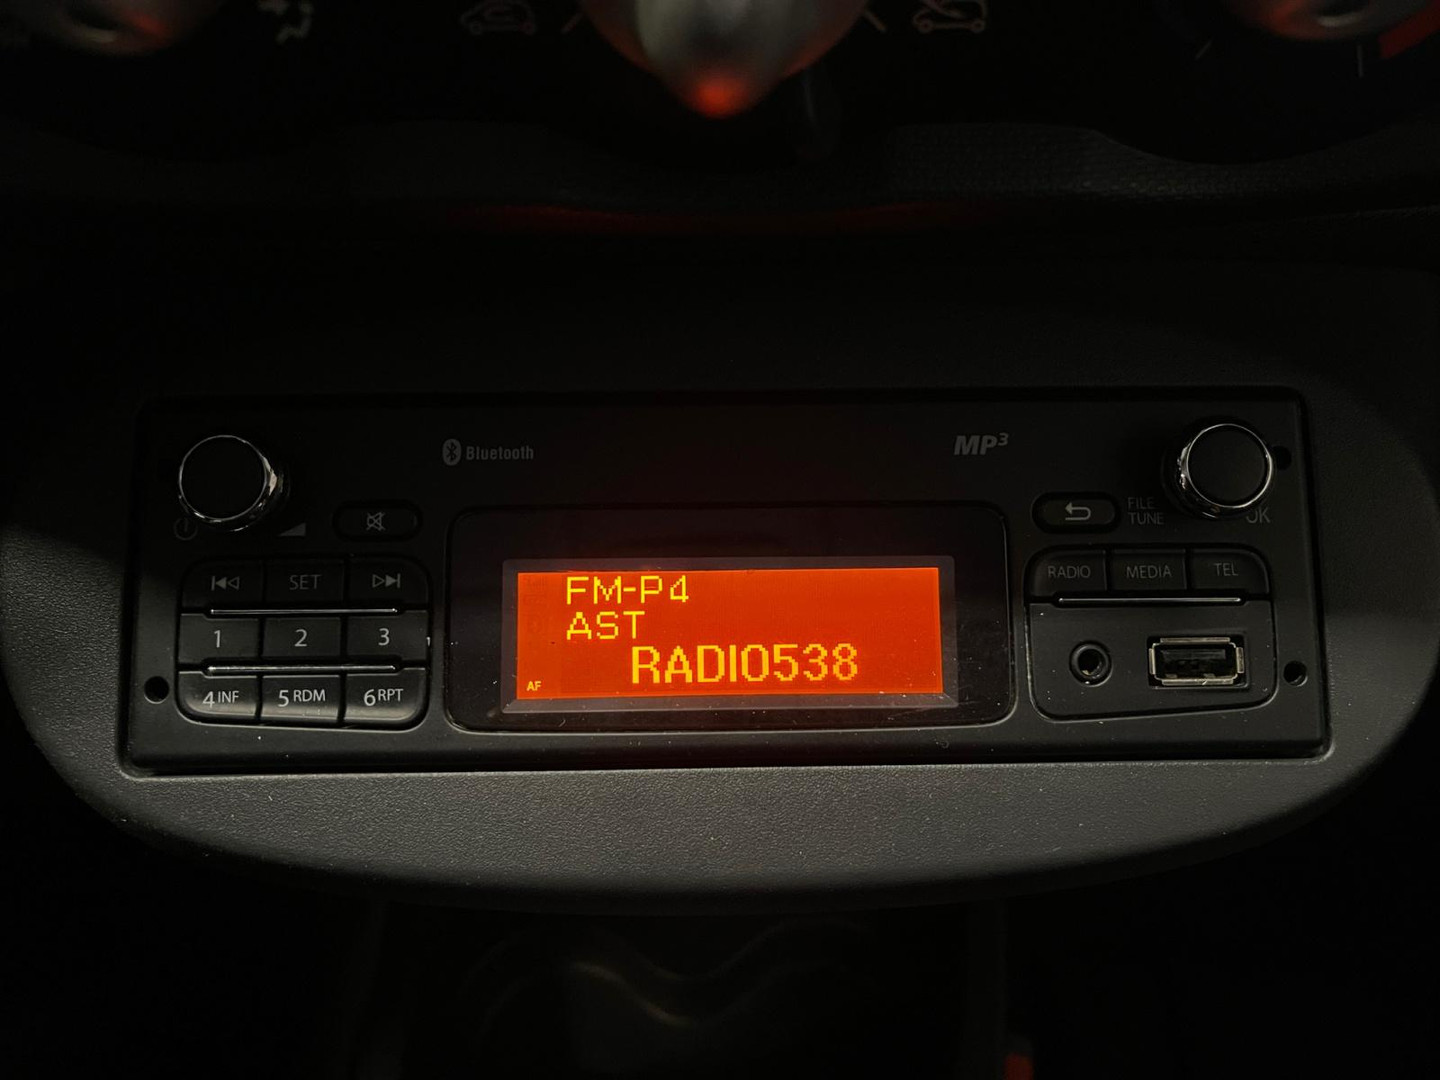 Bluetooth
MP³
FILE
TUNE
OK
SET
RADIO
MEDIA
TEL
FM-P4
AST
RADIO538
AF
1
2
3
4 INF
5 RDM
6 RPT